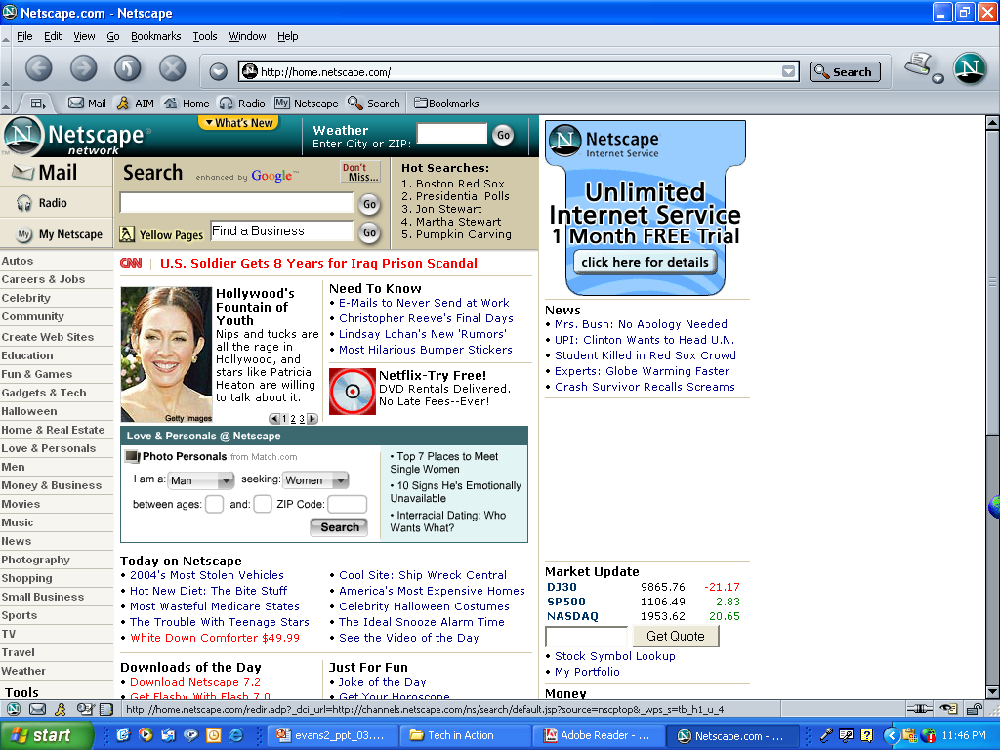 Netscape.com - Netscape
File Edit View Go Bookmarks Tools Window Help
http://home.netscape.com/
Search
Mail AIM Home Radio Netscape Search Bookmarks
Netscape®
network
What's New
Weather
Enter City or ZIP:
Go
Mail
Radio
My Netscape
Search enhanced by Google™
Don't
Miss...
Go
Yellow Pages
Find a Business
Go
Hot Searches:
1. Boston Red Sox
2. Presidential Polls
3. Jon Stewart
4. Martha Stewart
5. Pumpkin Carving
Netscape
Internet Service
Unlimited
Internet Service
1 Month FREE Trial
click here for details
Autos
Careers & Jobs
Celebrity
Community
Create Web Sites
Education
Fun & Games
Gadgets & Tech
Halloween
Home & Real Estate
Love & Personals
Men
Money & Business
Movies
Music
News
Photography
Shopping
Small Business
Sports
TV
Travel
Weather
Tools
CNN U.S. Soldier Gets 8 Years for Iraq Prison Scandal
Getty Images
Hollywood's
Fountain of
Youth
Nips and tucks are
all the rage in
Hollywood, and
stars like Patricia
Heaton are willing
to talk about it.
1 2 3
Need To Know
• E-Mails to Never Send at Work
• Christopher Reeve's Final Days
• Lindsay Lohan's New 'Rumors'
• Most Hilarious Bumper Stickers
Netflix-Try Free!
DVD Rentals Delivered.
No Late Fees--Ever!
Love & Personals @ Netscape
Photo Personals from Match.com
I am a: Man seeking: Women
between ages: and: ZIP Code:
Search
• Top 7 Places to Meet
Single Women
• 10 Signs He's Emotionally
Unavailable
• Interracial Dating: Who
Wants What?
Today on Netscape
• 2004's Most Stolen Vehicles
• Hot New Diet: The Bite Stuff
• Most Wasteful Medicare States
• The Trouble With Teenage Stars
• White Down Comforter $49.99
• Cool Site: Ship Wreck Central
• America's Most Expensive Homes
• Celebrity Halloween Costumes
• The Ideal Snooze Alarm Time
• See the Video of the Day
Downloads of the Day
• Download Netscape 7.2
• Get Flashy With Flash 7.0
Just For Fun
• Joke of the Day
• Get Your Horoscope
News
• Mrs. Bush: No Apology Needed
• UPI: Clinton Wants to Head U.N.
• Student Killed in Red Sox Crowd
• Experts: Globe Warming Faster
• Crash Survivor Recalls Screams
Market Update
DJ30 9865.76 -21.17
SP500 1106.49 2.83
NASDAQ 1953.62 20.65
Get Quote
• Stock Symbol Lookup
• My Portfolio
Money
http://home.netscape.com/redir.adp?_dci_url=http://channels.netscape.com/ns/search/default.jsp?source=nscptop&_wps_s=tb_h1_u_4
start
evans2_ppt_03....
Tech in Action
Adobe Reader - ...
Netscape.com - ...
11:46 PM